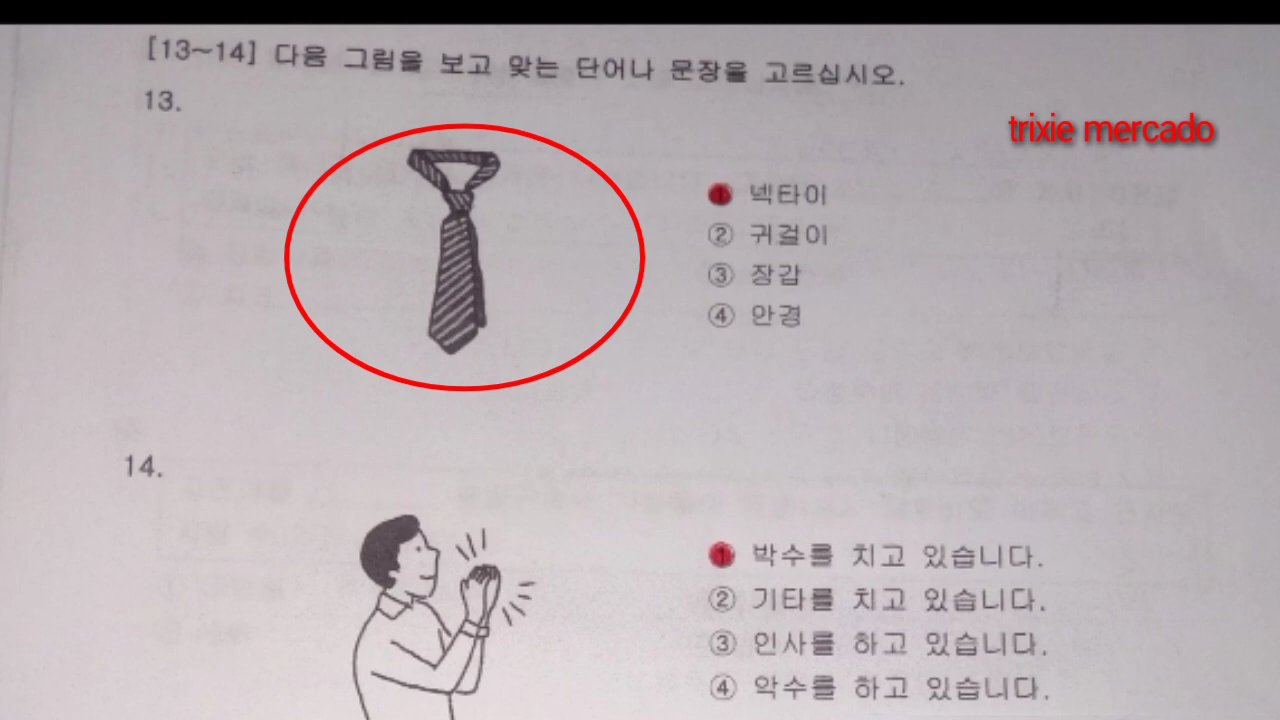 [13~14] 다음 그림을 보고 맞는 단어나 문장을 고르십시오.
13.
trixie mercado
① 넥타이
② 귀걸이
③ 장갑
④ 안경
14.
① 박수를 치고 있습니다.
② 기타를 치고 있습니다.
③ 인사를 하고 있습니다.
④ 악수를 하고 있습니다.